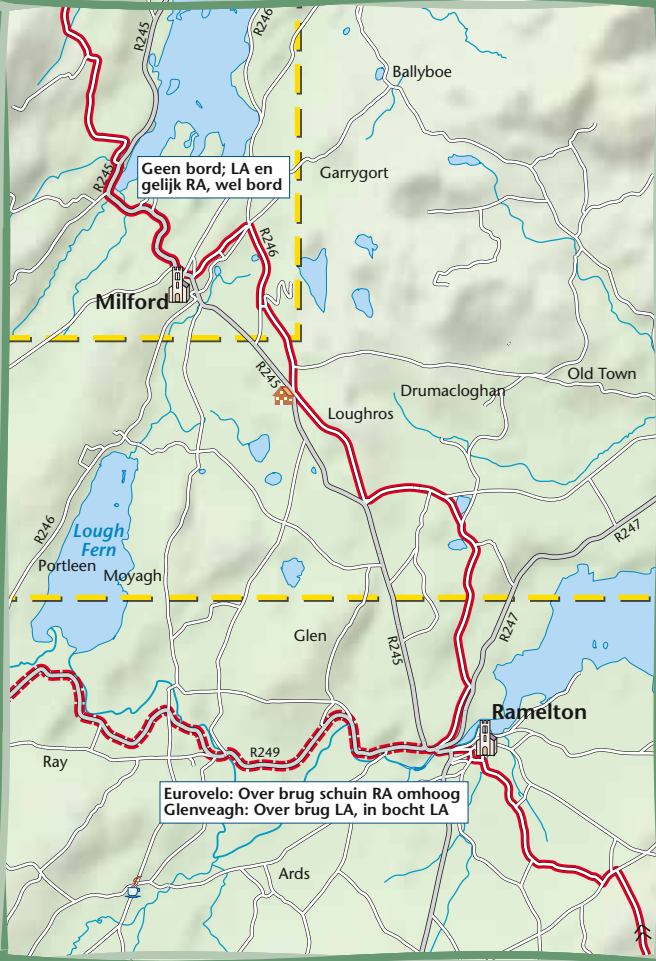 R245
R246
Ballyboe
Geen bord; LA en
gelijk RA, wel bord
Garrygort
R245
R246
Milford
R245
Old Town
Drumacloghan
Loughros
R246
Lough
Fern
Portleen
Moyagh
R247
Glen
R247
R245
Ramelton
R249
Ray
Eurovelo: Over brug schuin RA omhoog
Glenveagh: Over brug LA, in bocht LA
Ards